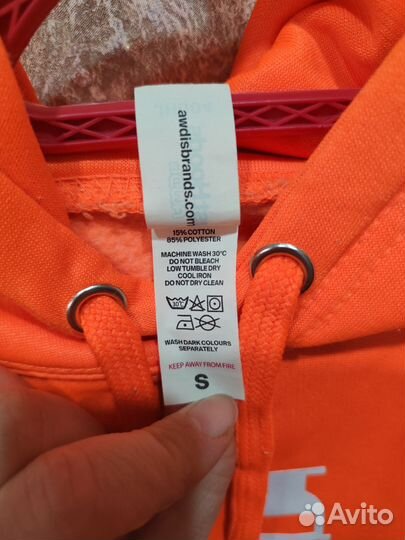 awdisbrands.com
15% COTTON
85% POLYESTER
MACHINE WASH 30°C
DO NOT BLEACH
LOW TUMBLE DRY
COOL IRON
DO NOT DRY CLEAN
30°
WASH DARK COLOURS
SEPARATELY
KEEP AWAY FROM FIRE
S
Avito